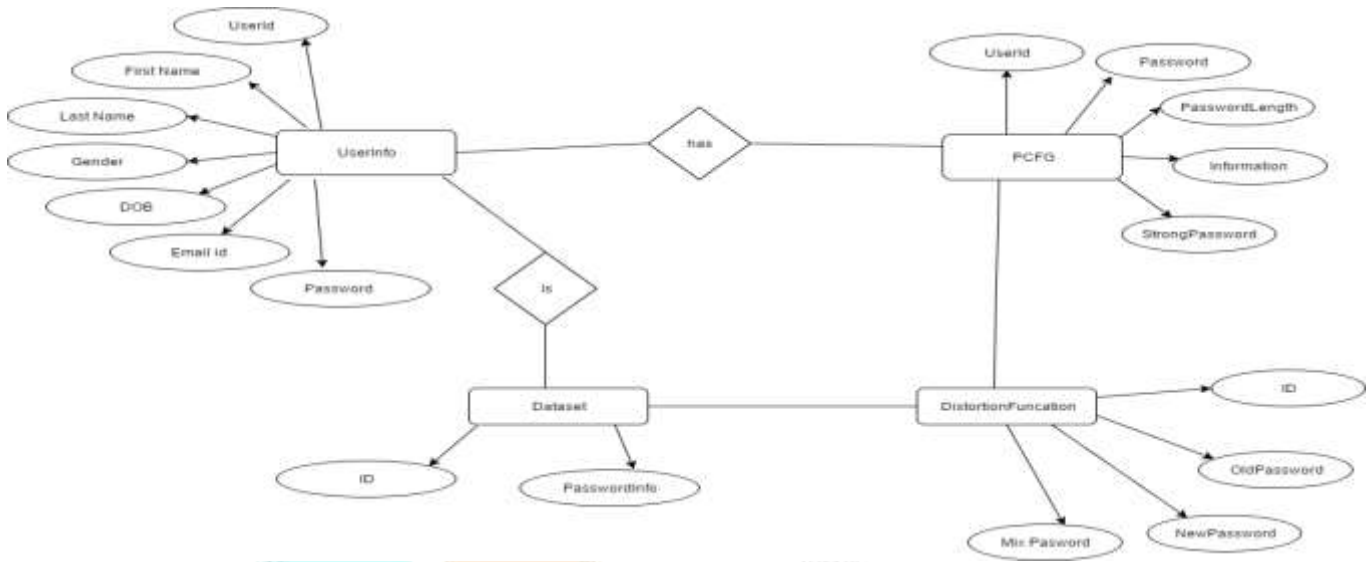 UserId
First Name
Last Name
Gender
DOB
Email id
Password
UserInfo
has
UserId
Password
PasswordLength
Information
StrongPassword
PCFG
Is
Dataset
ID
PasswordInfo
DistortionFuncation
ID
OldPassword
NewPassword
Mix Pasword